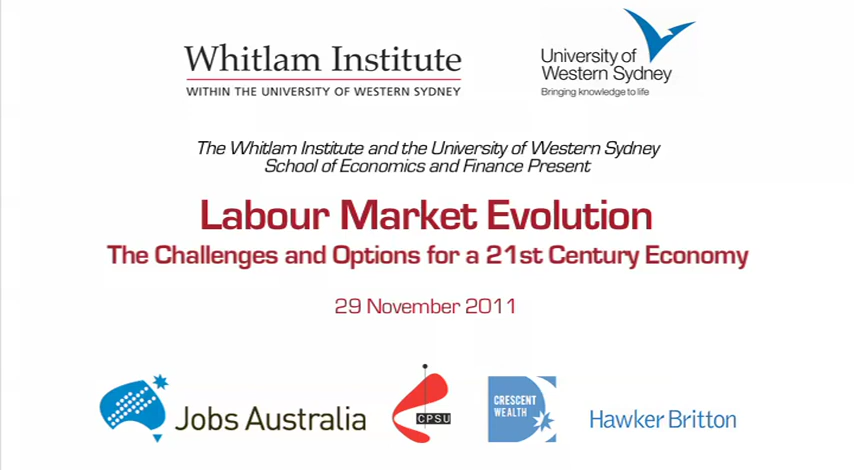 Whitlam Institute
WITHIN THE UNIVERSITY OF WESTERN SYDNEY
University of
Western Sydney
Bringing knowledge to life
The Whitlam Institute and the University of Western Sydney
School of Economics and Finance Present
Labour Market Evolution
The Challenges and Options for a 21st Century Economy
29 November 2011
Jobs Australia
CPSU
CRESCENT
WEALTH
Hawker Britton